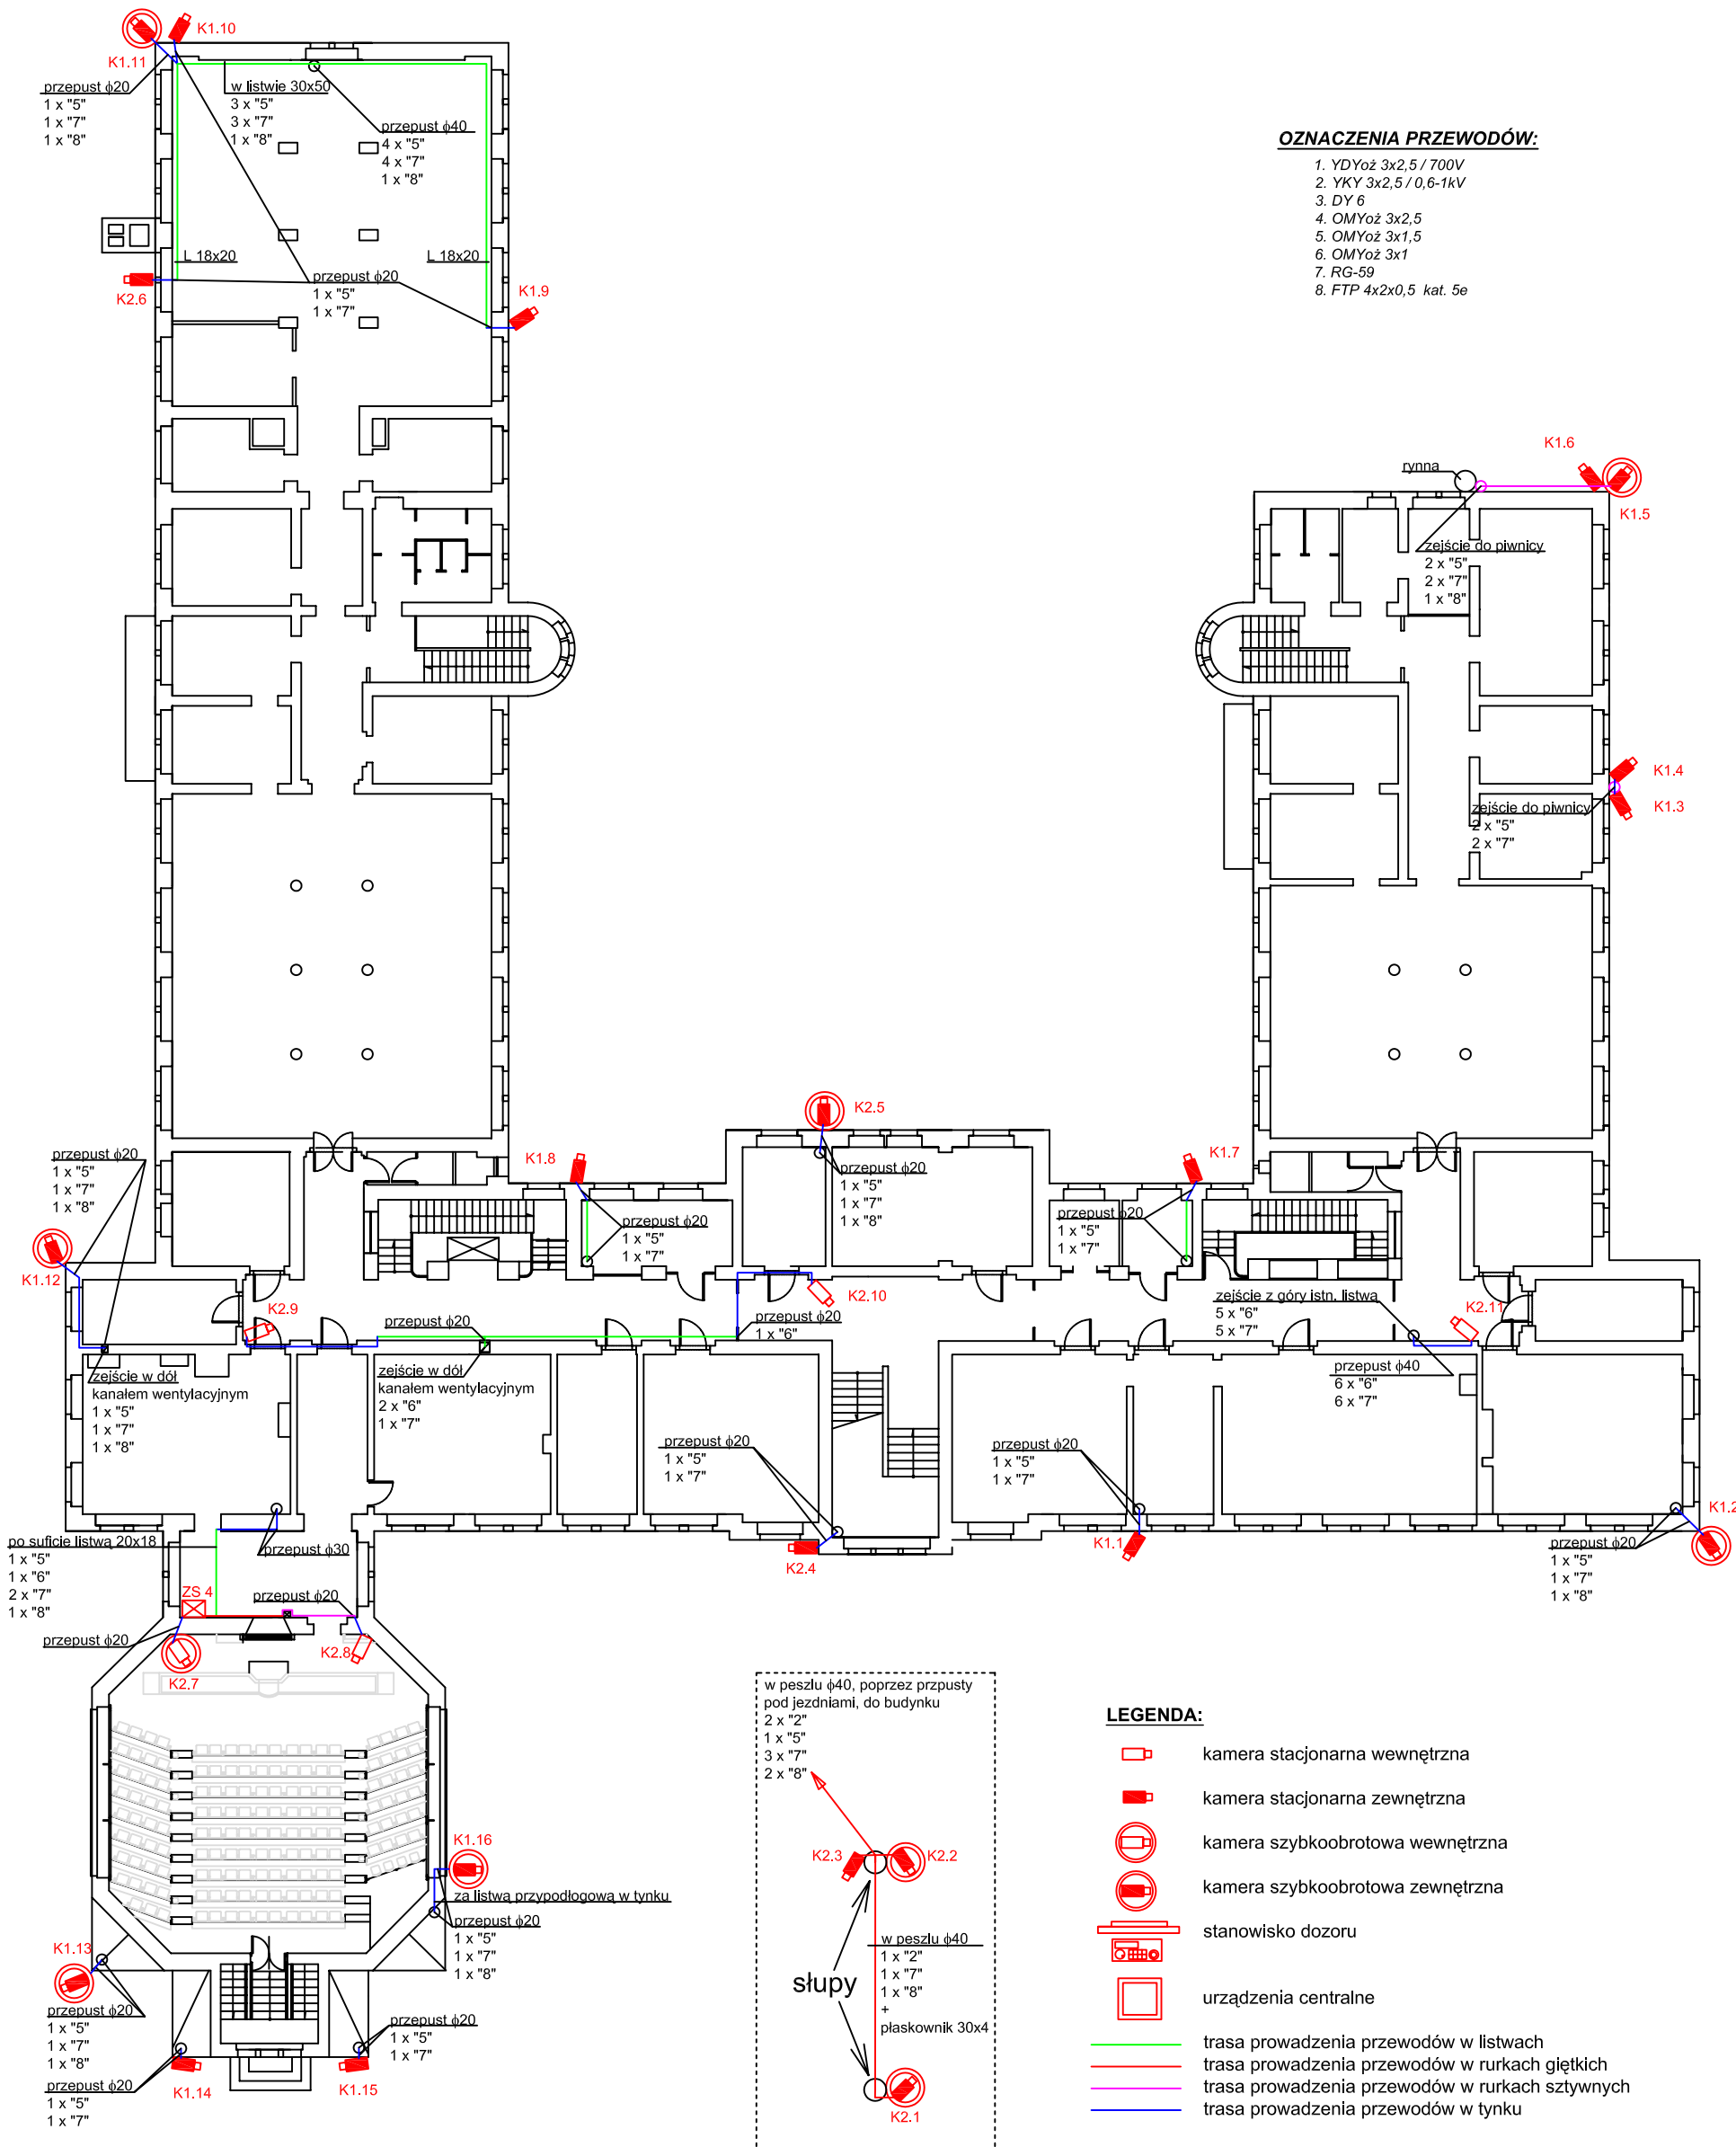 K1.10
K1.11
przepust ϕ20
1 x "5"
1 x "7"
1 x "8"
w listwie 30x50
3 x "5"
3 x "7"
1 x "8"
przepust ϕ40
4 x "5"
4 x "7"
1 x "8"
OZNACZENIA PRZEWODÓW:
1. YDYoż 3x2,5 / 700V
2. YKY 3x2,5 / 0,6-1kV
3. DY 6
4. OMYoż 3x2,5
5. OMYoż 3x1,5
6. OMYoż 3x1
7. RG-59
8. FTP 4x2x0,5 kat. 5e
L 18x20
L 18x20
K2.6
przepust ϕ20
1 x "5"
1 x "7"
K1.9
K1.6
rynna
K1.5
zejście do piwnicy
2 x "5"
2 x "7"
1 x "8"
K1.4
K1.3
zejście do piwnicy
2 x "5"
2 x "7"
K2.5
przepust ϕ20
1 x "5"
1 x "7"
1 x "8"
K1.8
przepust ϕ20
1 x "5"
1 x "7"
przepust ϕ20
1 x "5"
1 x "7"
1 x "8"
K1.7
przepust ϕ20
1 x "5"
1 x "7"
K1.12
K2.9
K2.10
przepust ϕ20
przepust ϕ20
1 x "6"
zejście z góry istn. listwą
5 x "6"
5 x "7"
K2.11
zejście w dół
kanałem wentylacyjnym
1 x "5"
1 x "7"
1 x "8"
zejście w dół
kanałem wentylacyjnym
2 x "6"
1 x "7"
przepust ϕ40
6 x "6"
6 x "7"
przepust ϕ20
1 x "5"
1 x "7"
przepust ϕ20
1 x "5"
1 x "7"
K1.2
po suficie listwą 20x18
1 x "5"
1 x "6"
2 x "7"
1 x "8"
przepust ϕ30
K2.4
K1.1
przepust ϕ20
1 x "5"
1 x "7"
1 x "8"
ZS 4
przepust ϕ20
przepust ϕ20
K2.7
K2.8
w peszlu ϕ40, poprzez przpusty
pod jezdniami, do budynku
2 x "2"
1 x "5"
3 x "7"
2 x "8"
K2.3
K2.2
słupy
w peszlu ϕ40
1 x "2"
1 x "7"
1 x "8"
+
płaskownik 30x4
K2.1
K1.16
za listwą przypodłogową w tynku
przepust ϕ20
1 x "5"
1 x "7"
1 x "8"
K1.13
przepust ϕ20
1 x "5"
1 x "7"
1 x "8"
przepust ϕ20
1 x "5"
1 x "7"
K1.14
K1.15
przepust ϕ20
1 x "5"
1 x "7"
LEGENDA:
kamera stacjonarna wewnętrzna
kamera stacjonarna zewnętrzna
kamera szybkoobrotowa wewnętrzna
kamera szybkoobrotowa zewnętrzna
stanowisko dozoru
urządzenia centralne
trasa prowadzenia przewodów w listwach
trasa prowadzenia przewodów w rurkach giętkich
trasa prowadzenia przewodów w rurkach sztywnych
trasa prowadzenia przewodów w tynku